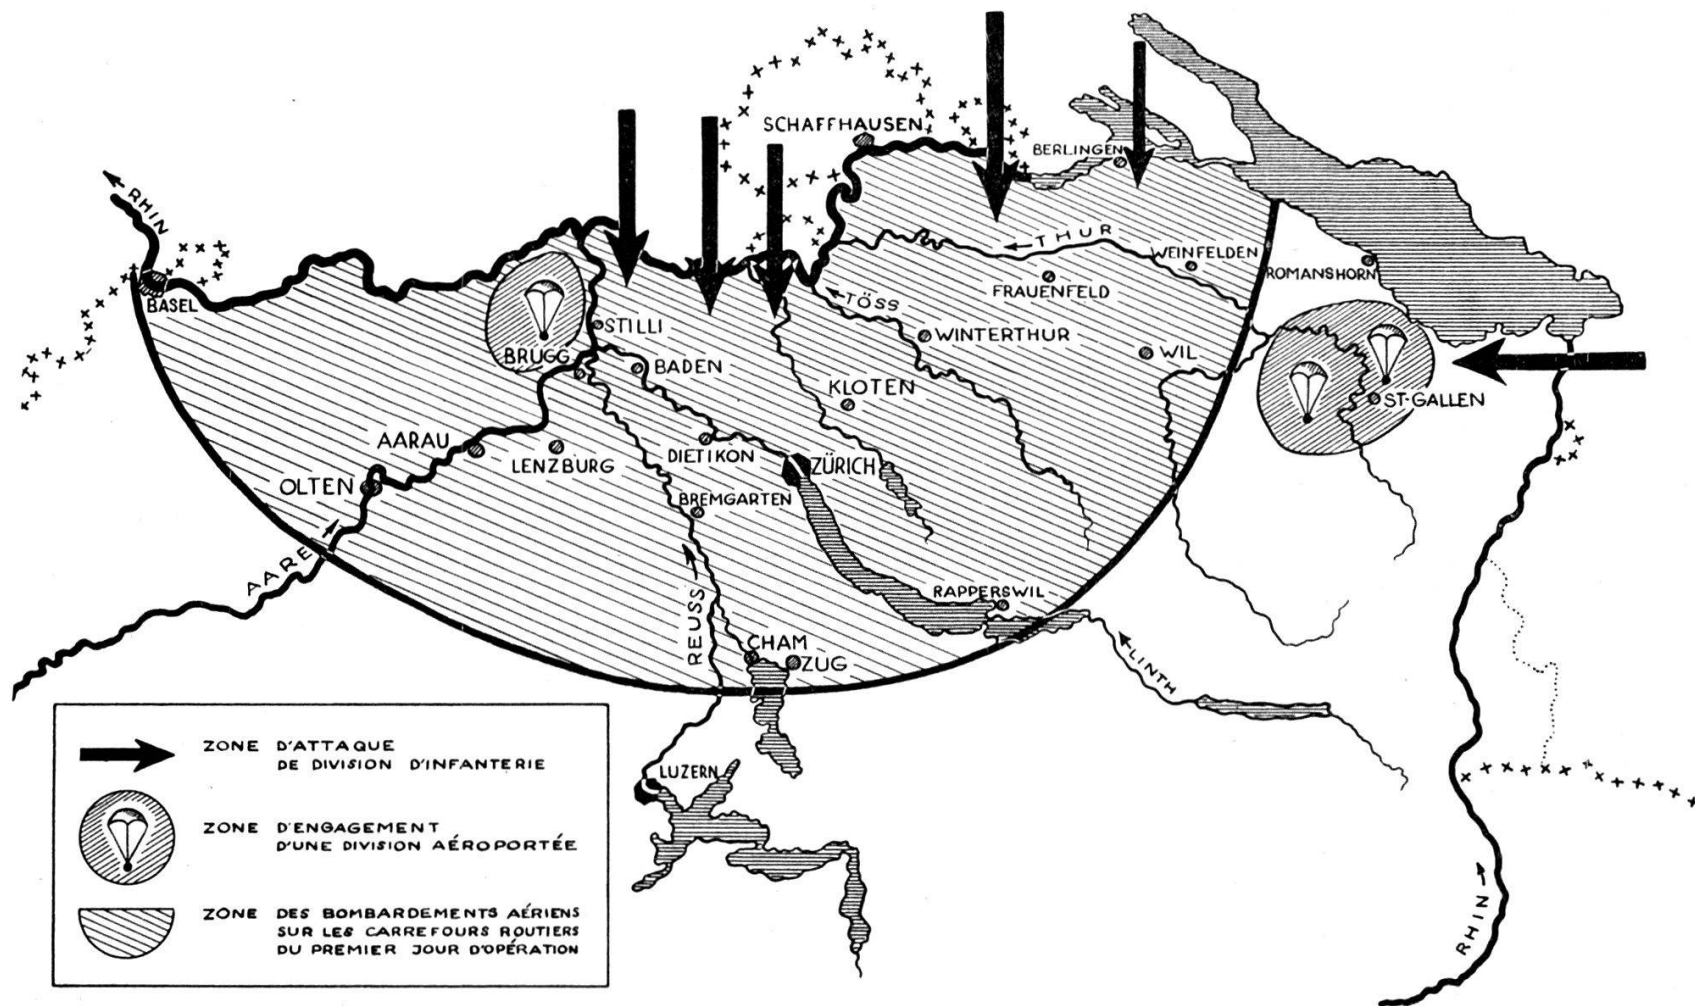 SCHAFFHAUSEN
BERLINGEN
RHIN
THUR
WEINFELDEN
ROMANSHORN
BASEL
FRAUENFELD
TÖSS
STILLI
WINTERTHUR
BRUGG
BADEN
WIL
KLOTEN
ST-GALLEN
AARAU
LENZBURG
DIETIKON
ZÜRICH
OLTEN
BREMGARTEN
AARE
RAPPERSWIL
REUSS
CHAM
ZUG
LINTH
LUZERN
RHIN
ZONE D'ATTAQUE
DE DIVISION D'INFANTERIE
ZONE D'ENGAGEMENT
D'UNE DIVISION AÉROPORTÉE
ZONE DES BOMBARDEMENTS AÉRIENS
SUR LES CARREFOURS ROUTIERS
DU PREMIER JOUR D'OPÉRATION